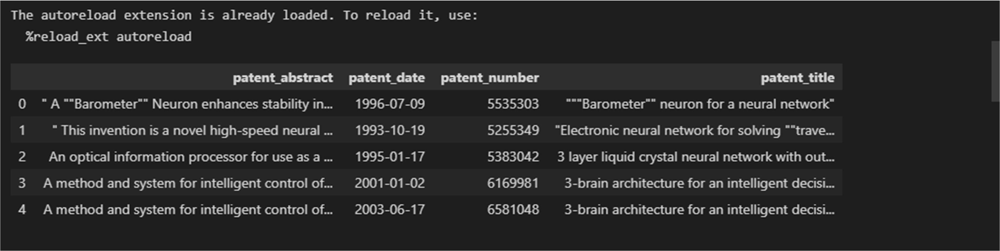 The autoreload extension is already loaded. To reload it, use:
%reload_ext autoreload
patent_abstract patent_date patent_number patent_title
0 " A ""Barometer"" Neuron enhances stability in... 1996-07-09 5535303 """Barometer"" neuron for a neural network"
1 " This invention is a novel high-speed neural ... 1993-10-19 5255349 "Electronic neural network for solving ""trave...
2 An optical information processor for use as a ... 1995-01-17 5383042 3 layer liquid crystal neural network with out...
3 A method and system for intelligent control of... 2001-01-02 6169981 3-brain architecture for an intelligent decisi...
4 A method and system for intelligent control of... 2003-06-17 6581048 3-brain architecture for an intelligent decisi...